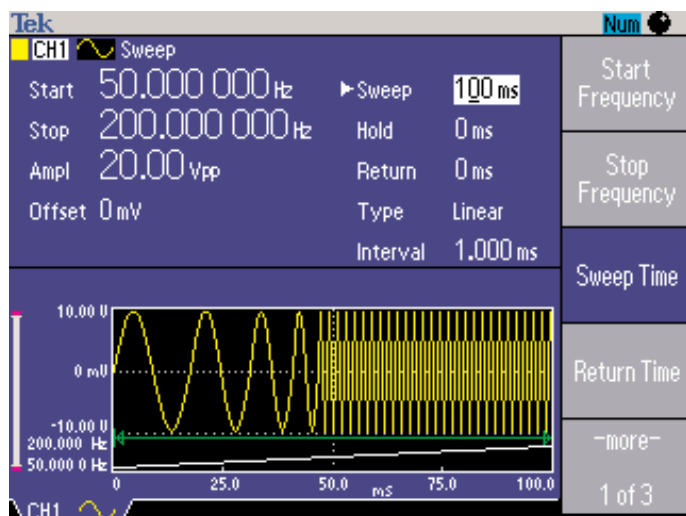 Tek
Num
CH1 Sweep
Start 50.000 000 Hz
Stop 200.000 000 Hz
Ampl 20.00 Vpp
Offset 0 mV
Sweep 100 ms
Hold 0 ms
Return 0 ms
Type Linear
Interval 1.000 ms
10.00 V
0 mV
-10.00 V
200.000 Hz
50.000 0 Hz
0 25.0 50.0 ms 75.0 100.0
CH1
Start
Frequency
Stop
Frequency
Sweep Time
Return Time
-more-
1 of 3